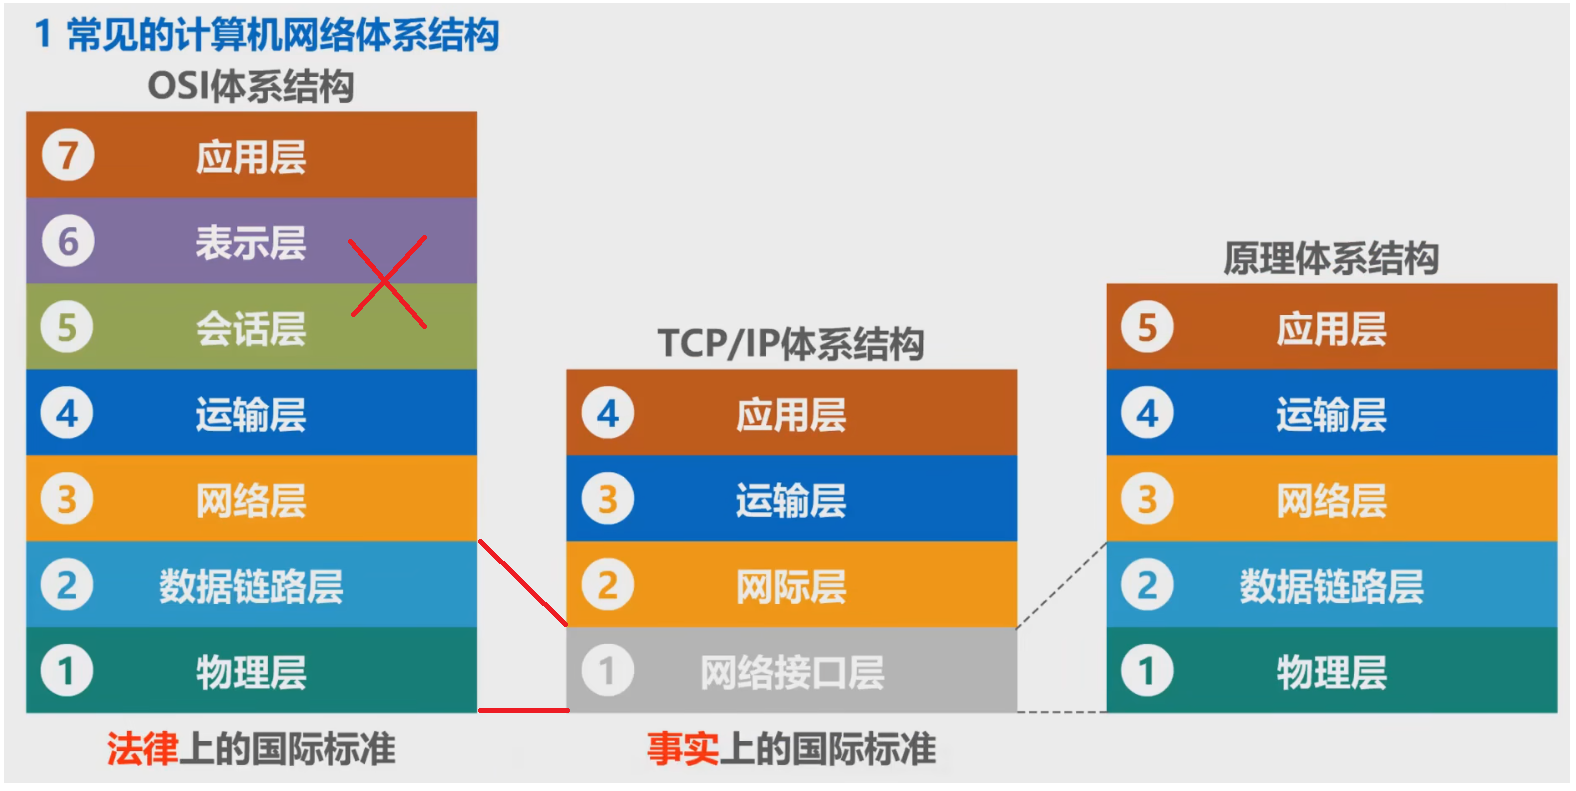 1 常见的计算机网络体系结构
OSI体系结构
7 应用层
6 表示层
5 会话层
4 运输层
3 网络层
2 数据链路层
1 物理层
法律上的国际标准
TCP/IP体系结构
4 应用层
3 运输层
2 网际层
1 网络接口层
事实上的国际标准
原理体系结构
5 应用层
4 运输层
3 网络层
2 数据链路层
1 物理层